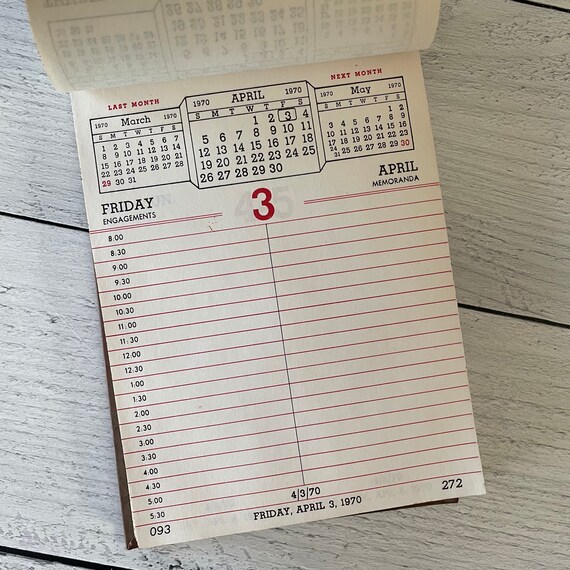 LAST MONTH
NEXT MONTH
1970 March 1970
S M T W T F S
1 2 3 4 5 6 7
8 9 10 11 12 13 14
15 16 17 18 19 20 21
22 23 24 25 26 27 28
29 30 31
1970 APRIL 1970
S M T W T F S
1 2 3 4
5 6 7 8 9 10 11
12 13 14 15 16 17 18
19 20 21 22 23 24 25
26 27 28 29 30
1970 May 1970
S M T W T F S
1 2
3 4 5 6 7 8 9
10 11 12 13 14 15 16
17 18 19 20 21 22 23
24 25 26 27 28 29 30
31
FRIDAY
ENGAGEMENTS
3
APRIL
MEMORANDA
8:00
8:30
9:00
9:30
10:00
10:30
11:00
11:30
12:00
12:30
1:00
1:30
2:00
2:30
3:00
3:30
4:00
4:30
5:00
5:30
4/3/70
093
FRIDAY, APRIL 3, 1970
272